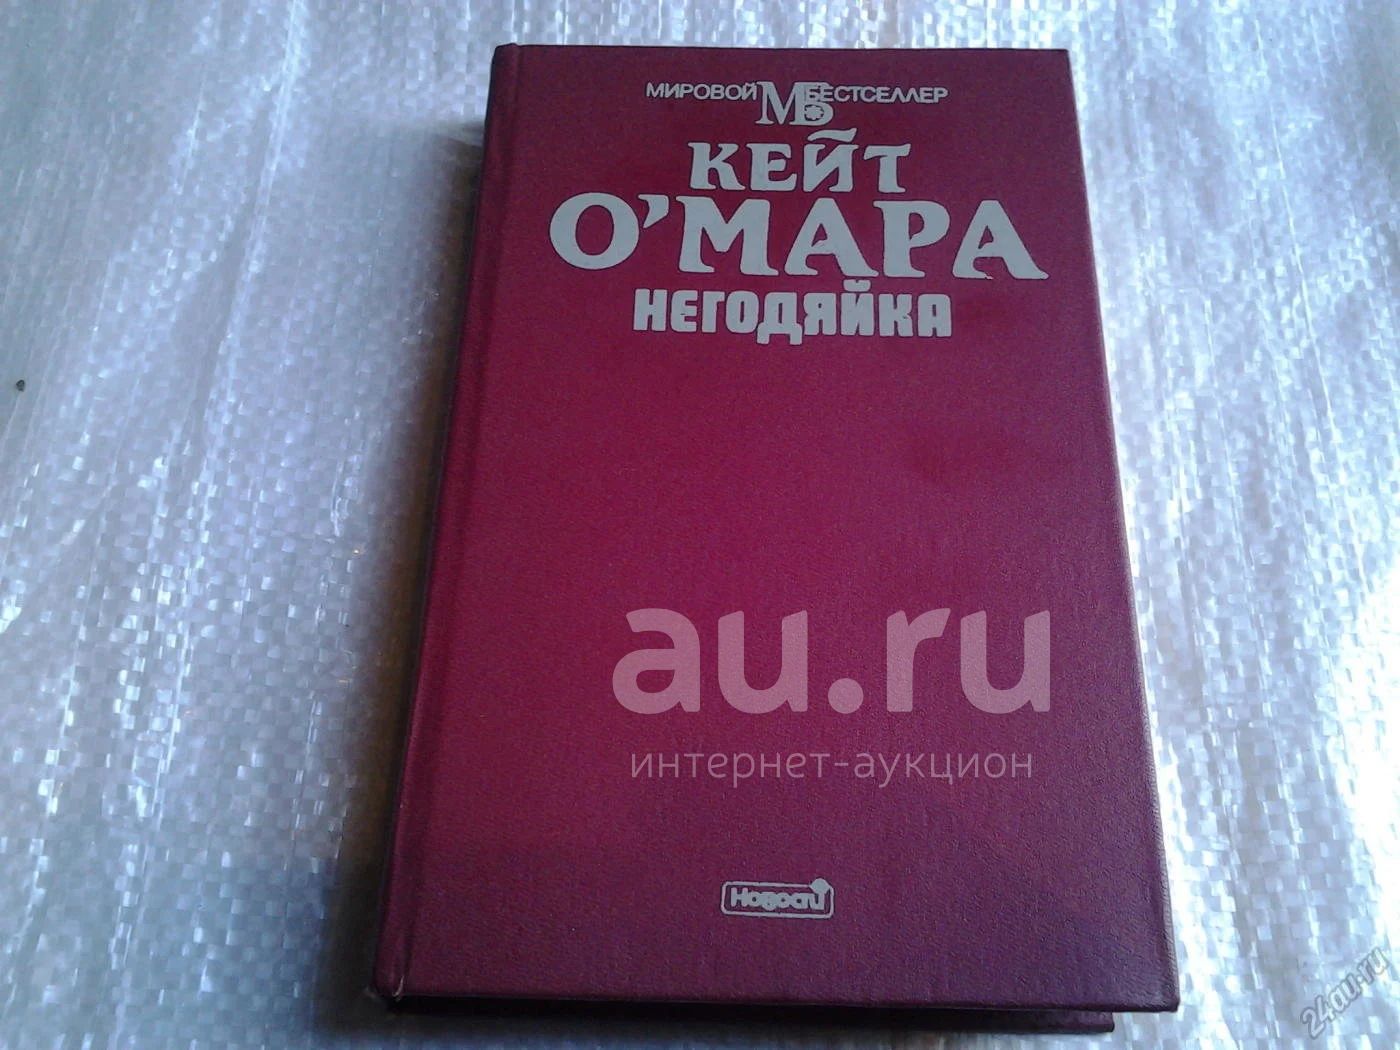 МИРОВОЙ МБ БЕСТСЕЛЛЕР
КЕЙТ
О'МАРА
НЕГОДЯЙКА
au.ru
интернет-аукцион
Новости
24au.ru